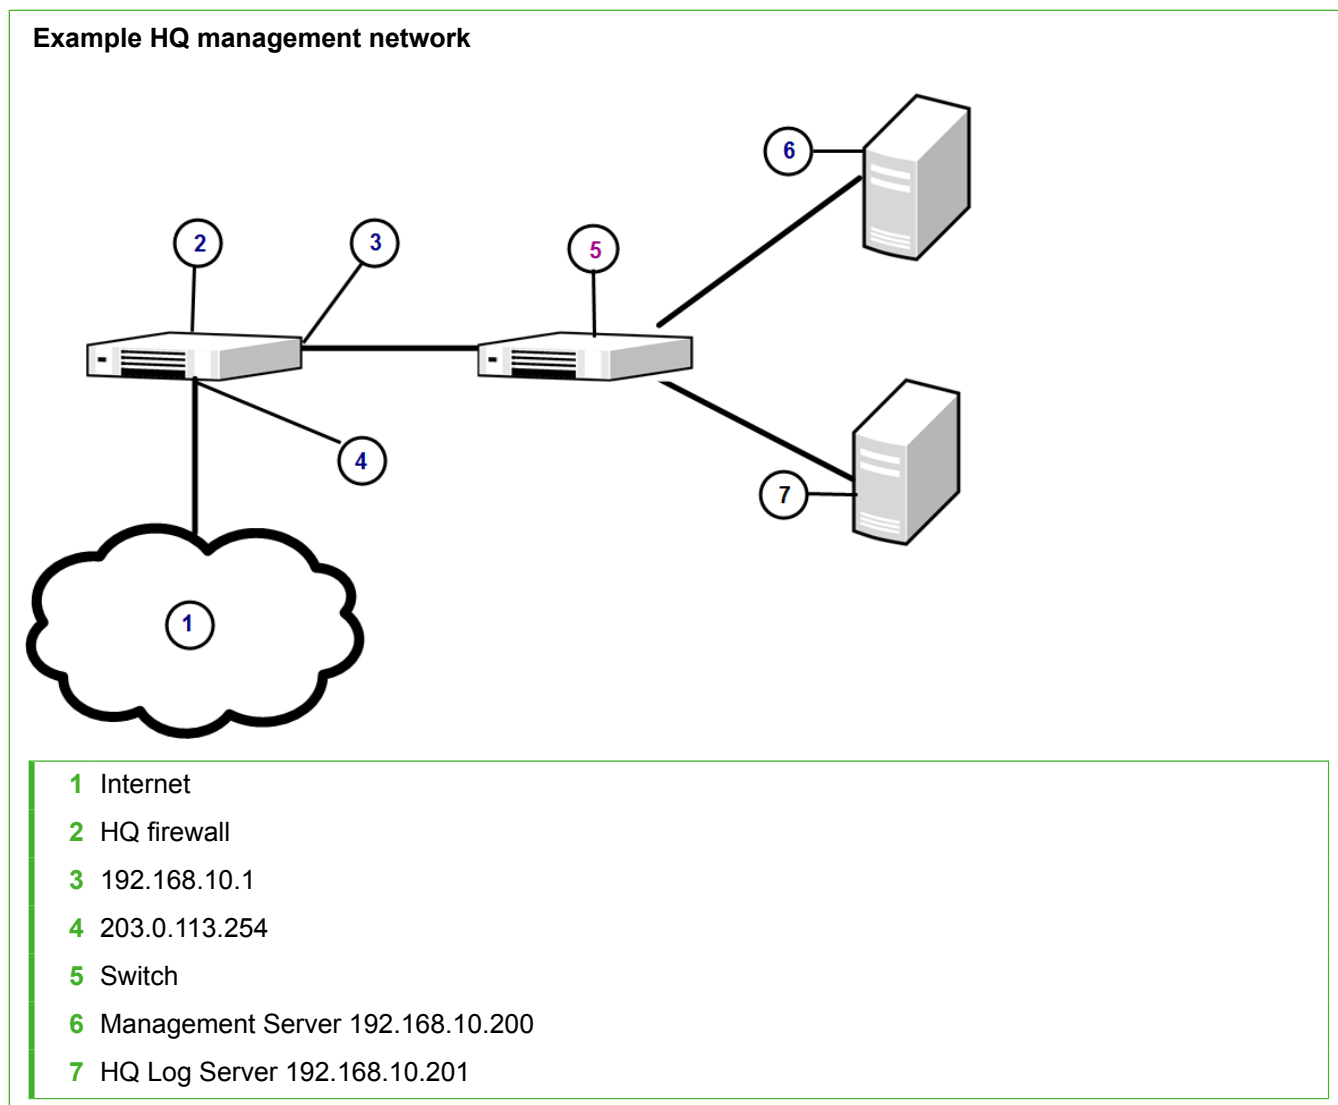 Example HQ management network
6
2
3
5
4
7
1
1 Internet
2 HQ firewall
3 192.168.10.1
4 203.0.113.254
5 Switch
6 Management Server 192.168.10.200
7 HQ Log Server 192.168.10.201